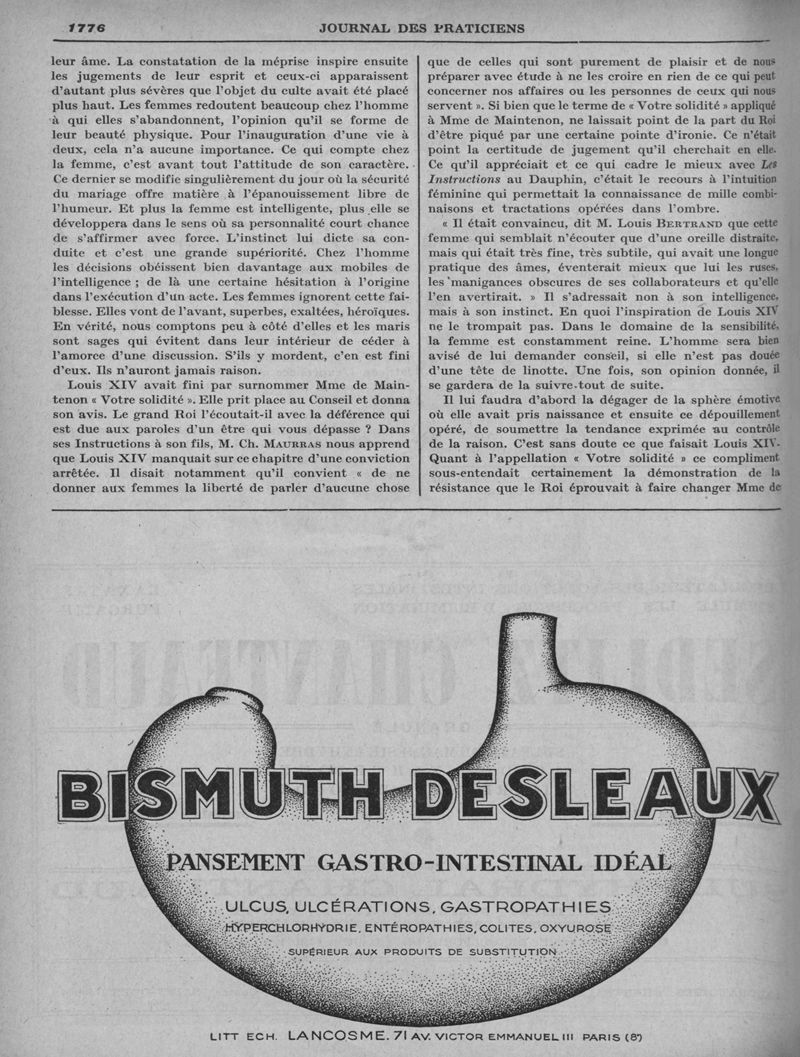 1776
JOURNAL DES PRATICIENS
leur âme. La constatation de la méprise inspire ensuite
les jugements de leur esprit et ceux-ci apparaissent
d'autant plus sévères que l'objet du culte avait été placé
plus haut. Les femmes redoutent beaucoup chez l'homme
à qui elles s'abandonnent, l'opinion qu'il se forme de
leur beauté physique. Pour l'inauguration d'une vie à
deux, cela n'a aucune importance. Ce qui compte chez
la femme, c'est avant tout l'attitude de son caractère.
Ce dernier se modifie singulièrement du jour où la sécurité
du mariage offre matière à l'épanouissement libre de
l'humeur. Et plus la femme est intelligente, plus elle se
développera dans le sens où sa personnalité court chance
de s'affirmer avec force. L'instinct lui dicte sa con-
duite et c'est une grande supériorité. Chez l'homme
les décisions obéissent bien davantage aux mobiles de
l'intelligence ; de là une certaine hésitation à l'origine
dans l'exécution d'un acte. Les femmes ignorent cette fai-
blesse. Elles vont de l'avant, superbes, exaltées, héroïques.
En vérité, nous comptons peu à côté d'elles et les maris
sont sages qui évitent dans leur intérieur de céder à
l'amorce d'une discussion. S'ils y mordent, c'en est fini
d'eux. Ils n'auront jamais raison.
Louis XIV avait fini par surnommer Mme de Main-
tenon « Votre solidité ». Elle prit place au Conseil et donna
son avis. Le grand Roi l'écoutait-il avec la déférence qui
est due aux paroles d'un être qui vous dépasse ? Dans
ses Instructions à son fils, M. Ch. MAURRAS nous apprend
que Louis XIV manquait sur ce chapitre d'une conviction
arrêtée. Il disait notamment qu'il convient « de ne
donner aux femmes la liberté de parler d'aucune chose
que de celles qui sont purement de plaisir et de nous
préparer avec étude à ne les croire en rien de ce qui peut
concerner nos affaires ou les personnes de ceux qui nous
servent ». Si bien que le terme de « Votre solidité » appliqué
à Mme de Maintenon, ne laissait point de la part du Roi
d'être piqué par une certaine pointe d'ironie. Ce n'était
point la certitude de jugement qu'il cherchait en elle.
Ce qu'il appréciait et ce qui cadre le mieux avec Les
Instructions au Dauphin, c'était le recours à l'intuition
féminine qui permettait la connaissance de mille combi-
naisons et tractations opérées dans l'ombre.
« Il était convaincu, dit M. Louis BERTRAND que cette
femme qui semblait n'écouter que d'une oreille distraite,
mais qui était très fine, très subtile, qui avait une longue
pratique des âmes, éventerait mieux que lui les ruses,
les manigances obscures de ses collaborateurs et qu'elle
l'en avertirait. » Il s'adressait non à son intelligence,
mais à son instinct. En quoi l'inspiration de Louis XIV
ne le trompait pas. Dans le domaine de la sensibilité,
la femme est constamment reine. L'homme sera bien
avisé de lui demander conseil, si elle n'est pas douée
d'une tête de linotte. Une fois, son opinion donnée, il
se gardera de la suivre tout de suite.
Il lui faudra d'abord la dégager de la sphère émotive
où elle avait pris naissance et ensuite ce dépouillement
opéré, de soumettre la tendance exprimée au contrôle
de la raison. C'est sans doute ce que faisait Louis XIV.
Quant à l'appellation « Votre solidité » ce compliment
sous-entendait certainement la démonstration de la
résistance que le Roi éprouvait à faire changer Mme de
BISMUTH DESLEAUX
PANSEMENT GASTRO-INTESTINAL IDÉAL
ULCUS, ULCÉRATIONS, GASTROPATHIES
HYPERCHLORHYDRIE, ENTÉROPATHIES, COLITES, OXYUROSE
SUPÉRIEUR AUX PRODUITS DE SUBSTITUTION
LITT ECH. LANCOSME. 71 AV. VICTOR EMMANUEL III PARIS (8e)